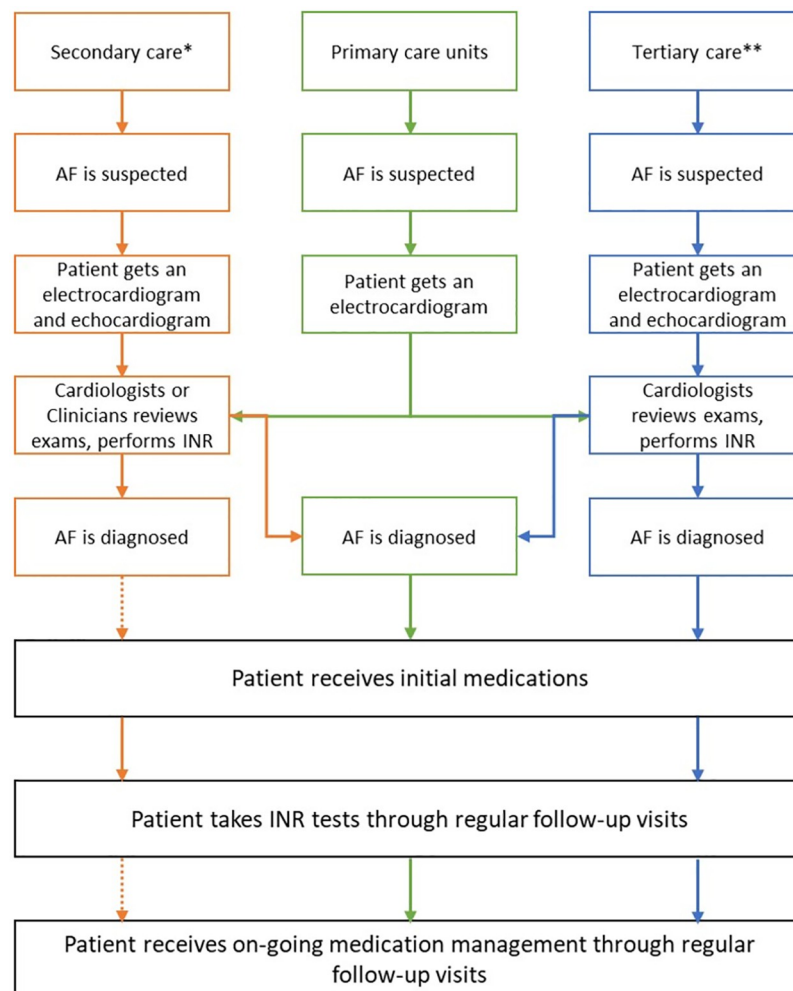 Secondary care*
Primary care units
Tertiary care**
AF is suspected
AF is suspected
AF is suspected
Patient gets an
electrocardiogram
and echocardiogram
Patient gets an
electrocardiogram
Patient gets an
electrocardiogram
and echocardiogram
Cardiologists or
Clinicians reviews
exams, performs INR
Cardiologists
reviews exams,
performs INR
AF is diagnosed
AF is diagnosed
AF is diagnosed
Patient receives initial medications
Patient takes INR tests through regular follow-up visits
Patient receives on-going medication management through regular
follow-up visits